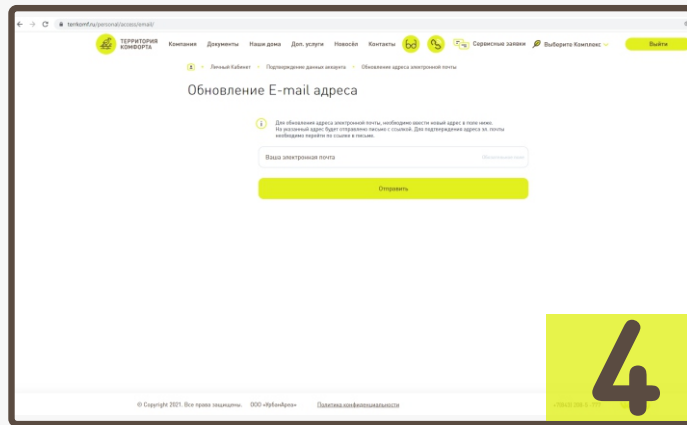 terkomf.ru/personal/access/email/
ТЕРРИТОРИЯ КОМФОРТА
Компания Документы Наши дома Доп. услуги Новосёл Контакты Сервисные заявки Выберите Комплекс Выйти
Личный Кабинет Подтверждение данных аккаунта Обновление адреса электронной почты
Обновление E-mail адреса
Для обновления адреса электронной почты, необходимо ввести новый адрес в поле ниже.
На указанный адрес будет отправлено письмо с ссылкой. Для подтверждения адреса эл. почты
необходимо перейти по ссылке в письме.
Ваша электронная почта
Отправить
4
© Copyright 2021. Все права защищены. ООО «УрбанАреа» Политика конфиденциальности